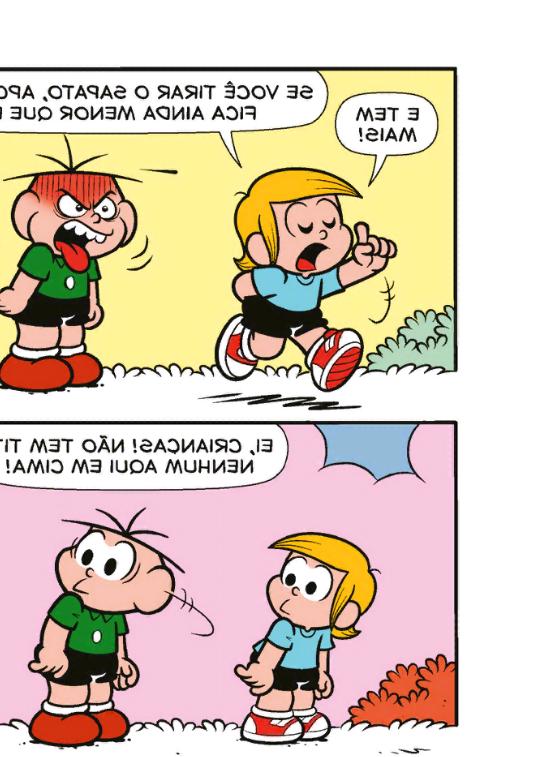 E TEM
MAIS!
SE VOCÊ TIRAR O SAPATO,
FICA AINDA MENOR QUE
EI, CRIANÇAS! NÃO TEM
NENHUM AQUI EM CIMA!